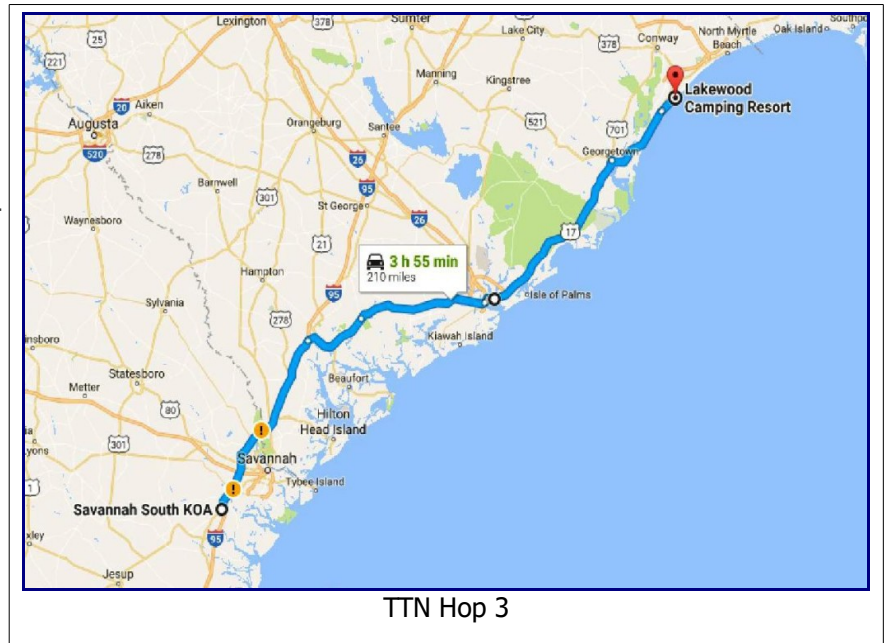 Lexington
378
Sumter
Lake City
Conway
North Myrtle
Beach
Oak Island
25
378
221
Manning
Kingstree
Lakewood
Camping Resort
20
Aiken
Augusta
Orangeburg
Santee
521
701
Georgetown
520
278
26
95
Barnwell
301
St George
26
17
Waynesboro
21
3 h 55 min
210 miles
Hampton
95
Isle of Palms
Sylvania
278
Kiawah Island
Statesboro
Beaufort
Metter
80
Hilton
Head Island
301
Savannah
1
Tybee Island
Savannah South KOA
95
Jesup
TTN Hop 3